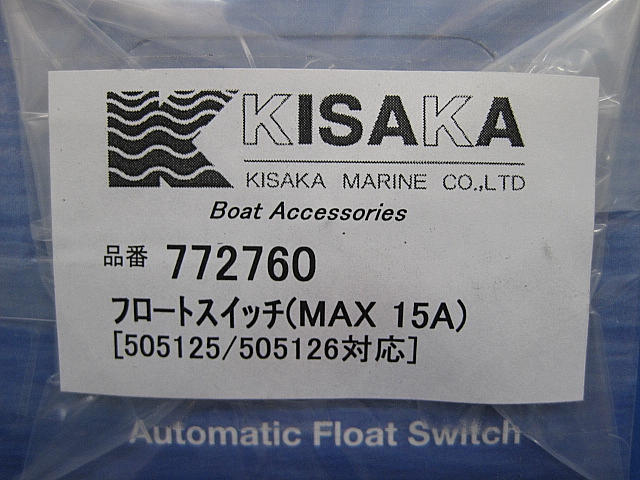 KISAKA
KISAKA MARINE CO.,LTD
Boat Accessories
品番 772760
フロートスイッチ(MAX 15A)
[505125/505126対応]
Automatic Float Switch